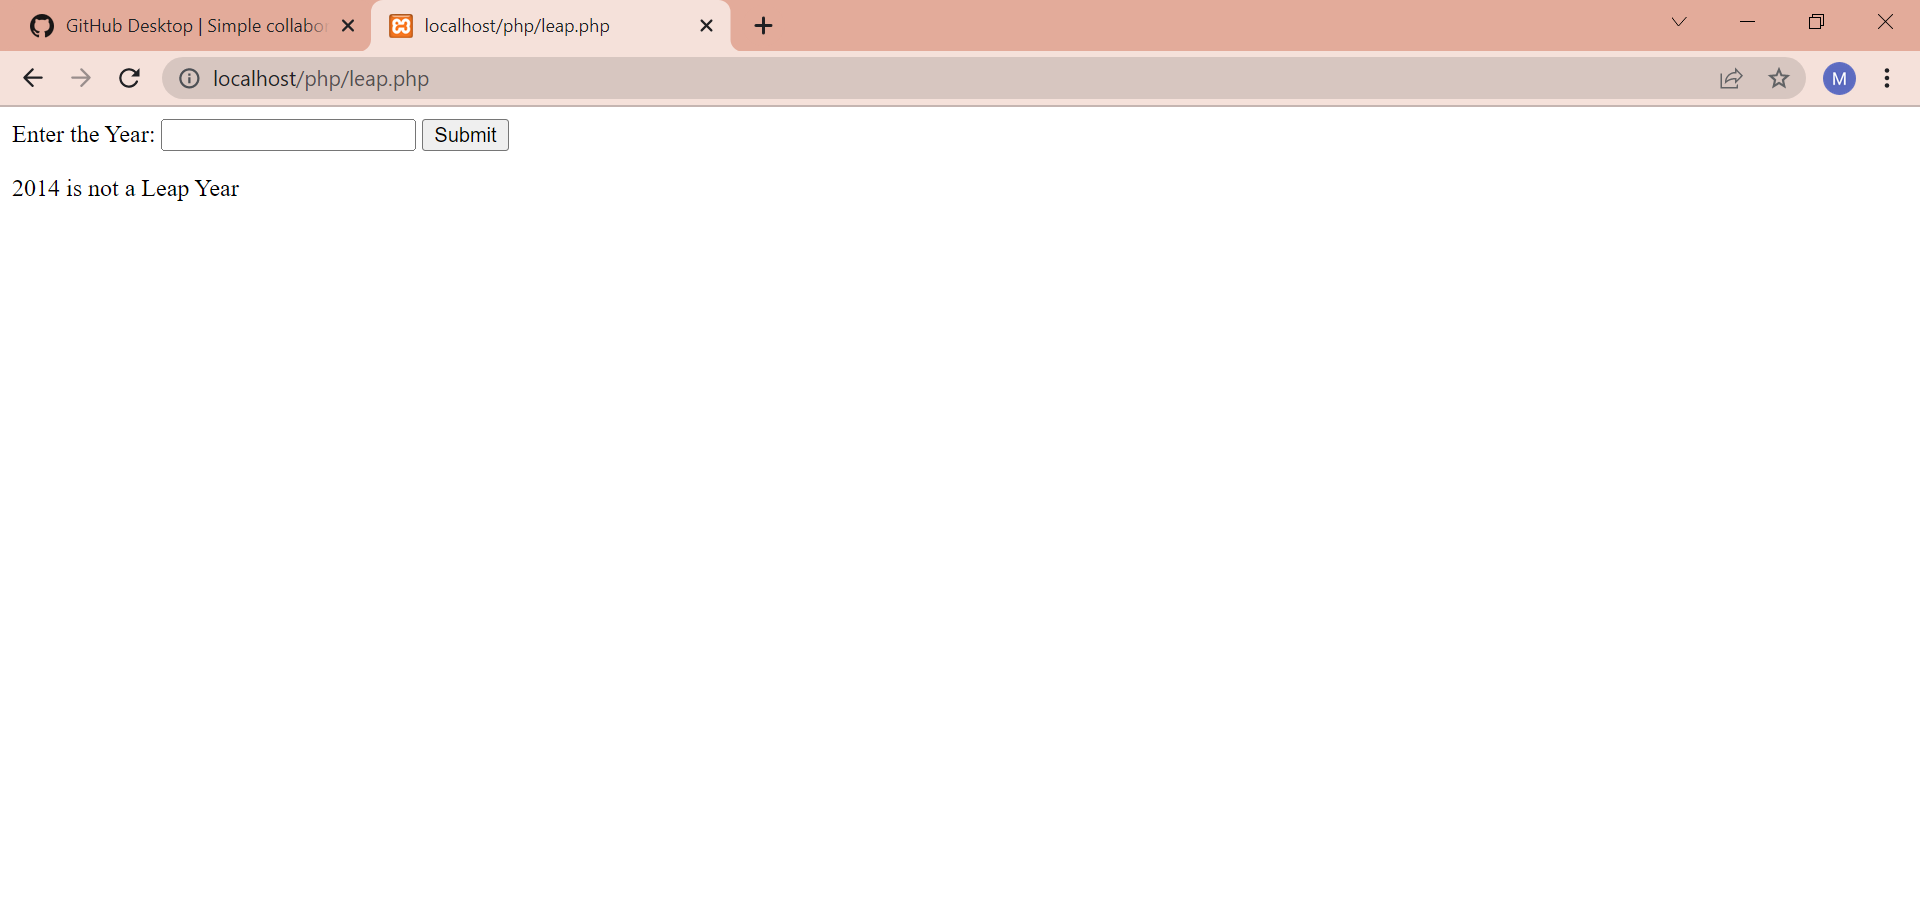 GitHub Desktop | Simple collabo
localhost/php/leap.php
localhost/php/leap.php
M
Enter the Year:
Submit
2014 is not a Leap Year